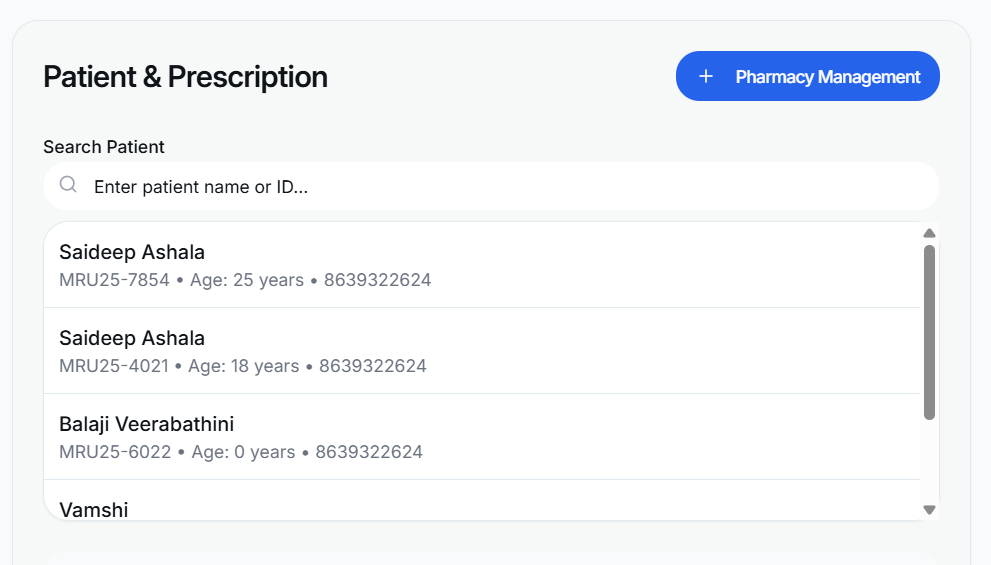 Patient & Prescription
+ Pharmacy Management
Search Patient
Enter patient name or ID...
Saideep Ashala
MRU25-7854 • Age: 25 years • 8639322624
Saideep Ashala
MRU25-4021 • Age: 18 years • 8639322624
Balaji Veerabathini
MRU25-6022 • Age: 0 years • 8639322624
Vamshi